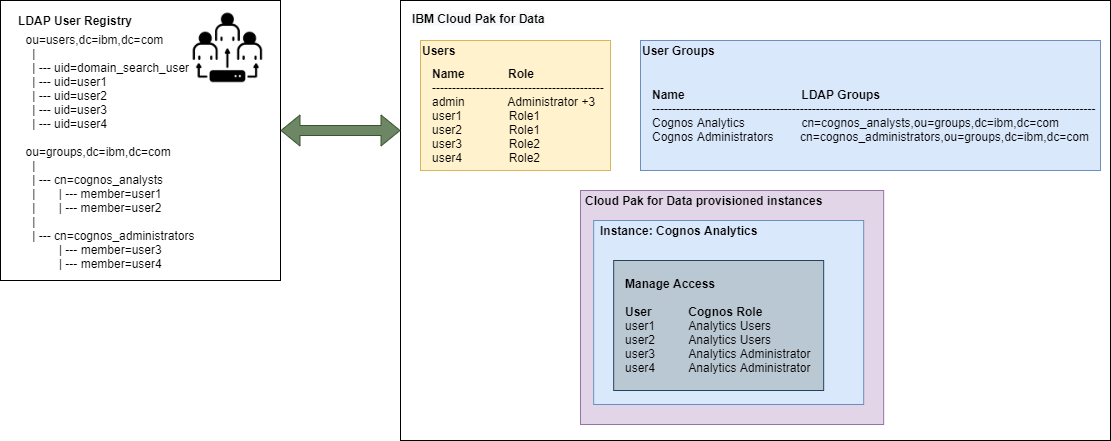 LDAP User Registry
ou=users,dc=ibm,dc=com
|
| --- uid=domain_search_user
| --- uid=user1
| --- uid=user2
| --- uid=user3
| --- uid=user4
ou=groups,dc=ibm,dc=com
|
| --- cn=cognos_analysts
| | --- member=user1
| | --- member=user2
|
| --- cn=cognos_administrators
| --- member=user3
| --- member=user4
IBM Cloud Pak for Data
Users
Name Role
admin Administrator +3
user1 Role1
user2 Role1
user3 Role2
user4 Role2
User Groups
Name LDAP Groups
Cognos Analytics cn=cognos_analysts,ou=groups,dc=ibm,dc=com
Cognos Administrators cn=cognos_administrators,ou=groups,dc=ibm,dc=com
Cloud Pak for Data provisioned instances
Instance: Cognos Analytics
Manage Access
User Cognos Role
user1 Analytics Users
user2 Analytics Users
user3 Analytics Administrator
user4 Analytics Administrator